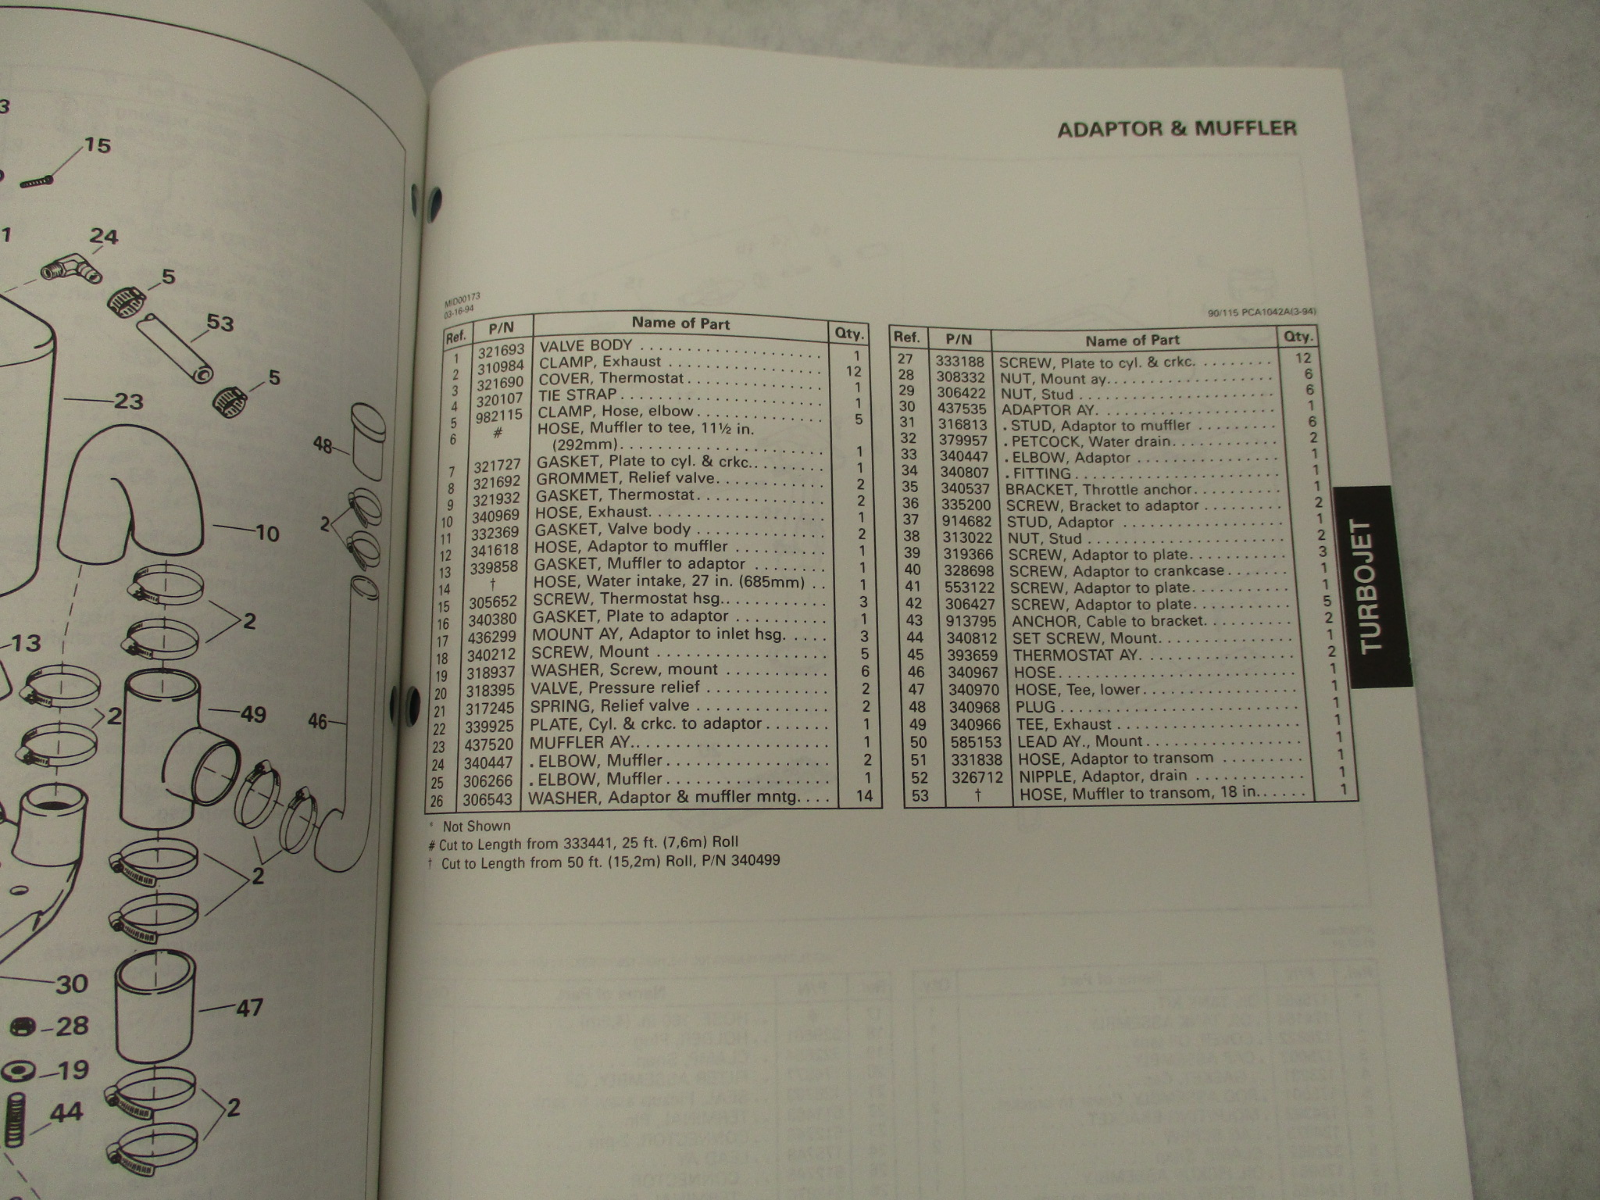 3
15
1
24
5
53
5
23
48
10
2
2
13
2
49
46
2
30
47
28
19
44
2
ADAPTOR & MUFFLER
MID00173
03-16-94
90/115 PCA1042A(3-94)
Ref. P/N Name of Part Qty.
1 321693 VALVE BODY 1
2 310984 CLAMP, Exhaust 12
3 321690 COVER, Thermostat 1
4 320107 TIE STRAP 1
5 982115 CLAMP, Hose, elbow 5
6 # HOSE, Muffler to tee, 11½ in.
(292mm) 1
7 321727 GASKET, Plate to cyl. & crkc. 1
8 321692 GROMMET, Relief valve 2
9 321932 GASKET, Thermostat 2
10 340969 HOSE, Exhaust 1
11 332369 GASKET, Valve body 2
12 341618 HOSE, Adaptor to muffler 1
13 339858 GASKET, Muffler to adaptor 1
14 † HOSE, Water intake, 27 in. (685mm) 1
15 305652 SCREW, Thermostat hsg. 3
16 340380 GASKET, Plate to adaptor 1
17 436299 MOUNT AY, Adaptor to inlet hsg. 3
18 340212 SCREW, Mount 5
19 318937 WASHER, Screw, mount 6
20 318395 VALVE, Pressure relief 2
21 317245 SPRING, Relief valve 2
22 339925 PLATE, Cyl. & crkc. to adaptor 1
23 437520 MUFFLER AY. 1
24 340447 . ELBOW, Muffler 2
25 306266 . ELBOW, Muffler 1
26 306543 WASHER, Adaptor & muffler mntg. 14
Ref. P/N Name of Part Qty.
27 333188 SCREW, Plate to cyl. & crkc. 12
28 308332 NUT, Mount ay. 6
29 306422 NUT, Stud 6
30 437535 ADAPTOR AY. 1
31 316813 . STUD, Adaptor to muffler 6
32 379957 . PETCOCK, Water drain 2
33 340447 . ELBOW, Adaptor 1
34 340807 . FITTING 1
35 340537 BRACKET, Throttle anchor 1
36 335200 SCREW, Bracket to adaptor 2
37 914682 STUD, Adaptor 1
38 313022 NUT, Stud 2
39 319366 SCREW, Adaptor to plate 3
40 328698 SCREW, Adaptor to crankcase 1
41 553122 SCREW, Adaptor to plate 1
42 306427 SCREW, Adaptor to plate 5
43 913795 ANCHOR, Cable to bracket 2
44 340812 SET SCREW, Mount 1
45 393659 THERMOSTAT AY. 2
46 340967 HOSE 1
47 340970 HOSE, Tee, lower 1
48 340968 PLUG 1
49 340966 TEE, Exhaust 1
50 585153 LEAD AY., Mount 1
51 331838 HOSE, Adaptor to transom 1
52 326712 NIPPLE, Adaptor, drain 1
53 † HOSE, Muffler to transom, 18 in. 1
* Not Shown
# Cut to Length from 333441, 25 ft. (7,6m) Roll
† Cut to Length from 50 ft. (15,2m) Roll, P/N 340499
TURBOJET